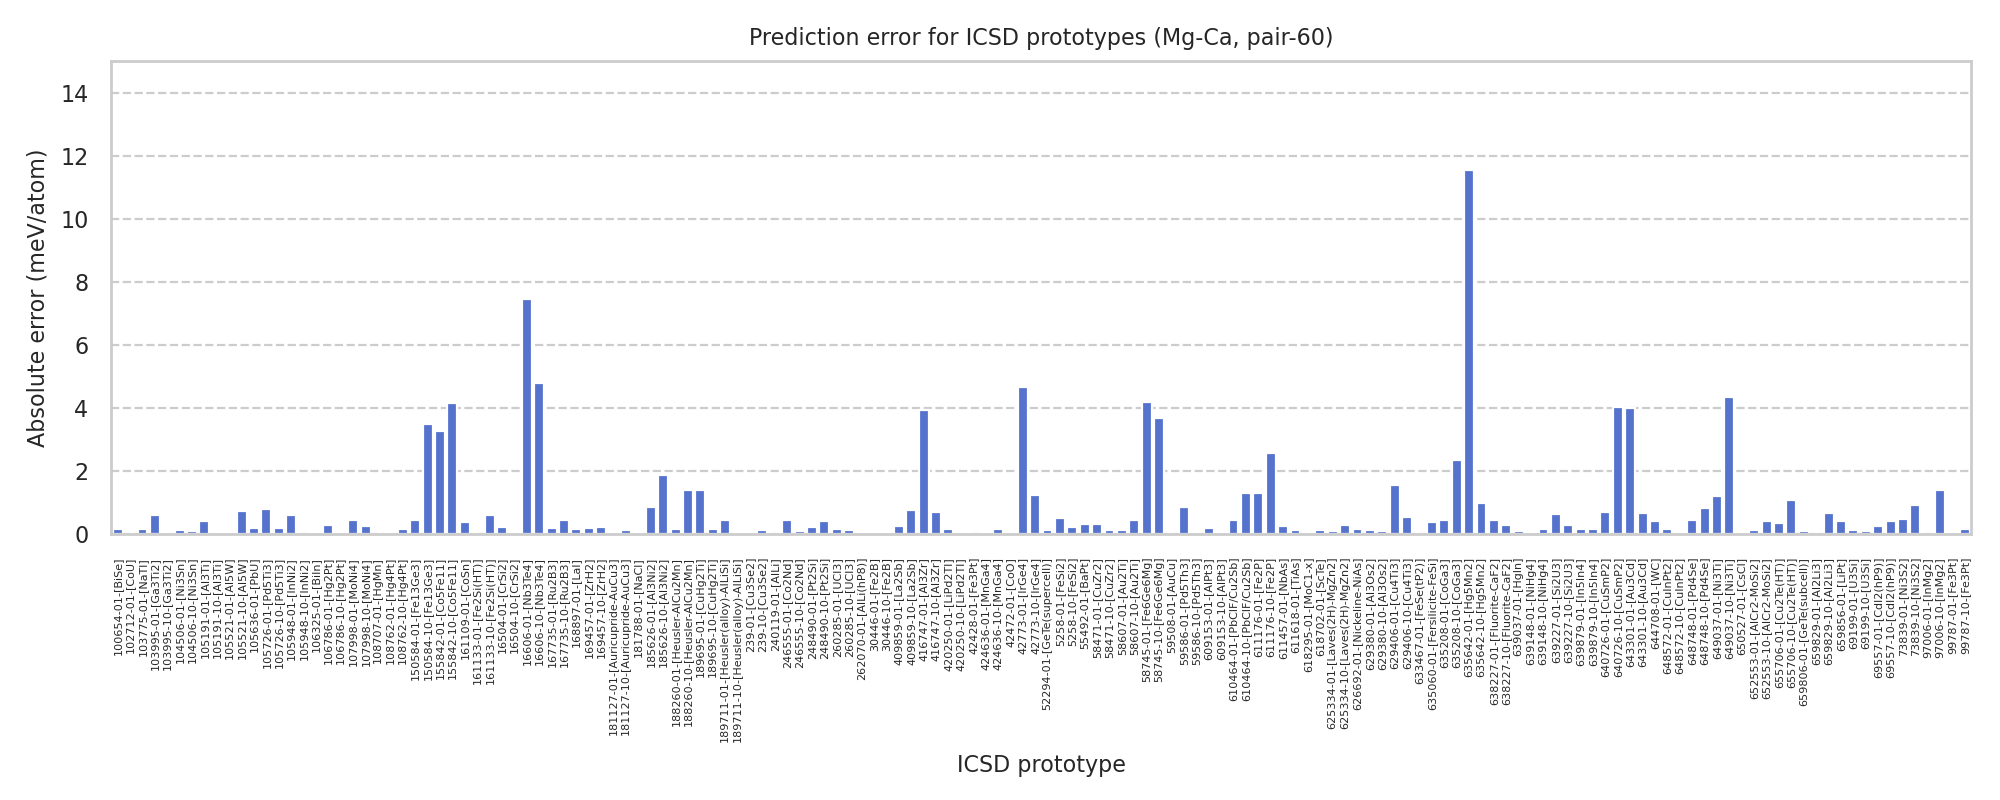 Prediction error for ICSD prototypes (Mg-Ca, pair-60)
Absolute error (meV/atom)
14
12
10
8
6
4
2
0
100654-01-[BiSe]
102712-01-[CoU]
103775-01-[NaTl]
103995-01-[Ga3Ti2]
103995-10-[Ga3Ti2]
104506-01-[Ni3Sn]
104506-10-[Ni3Sn]
105191-01-[Al3Ti]
105191-10-[Al3Ti]
105521-01-[Al5W]
105521-10-[Al5W]
105636-01-[PbU]
105726-01-[Pd5Ti3]
105726-10-[Pd5Ti3]
105948-01-[InNi2]
105948-10-[InNi2]
106325-01-[BiIn]
106786-01-[Hg2Pt]
106786-10-[Hg2Pt]
107998-01-[MoNi4]
107998-10-[MoNi4]
108707-01-[HgMn]
108762-01-[Hg4Pt]
108762-10-[Hg4Pt]
150584-01-[Fe13Ge3]
150584-10-[Fe13Ge3]
155842-01-[Co5Fe11]
155842-10-[Co5Fe11]
161109-01-[CoSn]
161133-01-[Fe2Si(HT)]
161133-10-[Fe2Si(HT)]
16504-01-[CrSi2]
16504-10-[CrSi2]
16606-01-[Nb3Te4]
16606-10-[Nb3Te4]
167735-01-[Ru2B3]
167735-10-[Ru2B3]
168897-01-[LaI]
169457-01-[ZrH2]
169457-10-[ZrH2]
181127-01-[Auricupride-AuCu3]
181127-10-[Auricupride-AuCu3]
181788-01-[NaCl]
185626-01-[Al3Ni2]
185626-10-[Al3Ni2]
188260-01-[Heusler-AlCu2Mn]
188260-10-[Heusler-AlCu2Mn]
189695-01-[CuHg2Ti]
189695-10-[CuHg2Ti]
189711-01-[Heusler(alloy)-AlLiSi]
189711-10-[Heusler(alloy)-AlLiSi]
239-01-[Cu3Se2]
239-10-[Cu3Se2]
240119-01-[AlLi]
246555-01-[Co2Nd]
246555-10-[Co2Nd]
248490-01-[Pt2Si]
248490-10-[Pt2Si]
260285-01-[UCl3]
260285-10-[UCl3]
262070-01-[AlLi(hP8)]
30446-01-[Fe2B]
30446-10-[Fe2B]
409859-01-[La2Sb]
409859-10-[La2Sb]
416747-01-[Al3Zr]
416747-10-[Al3Zr]
420250-01-[LiPd2Tl]
420250-10-[LiPd2Tl]
42428-01-[Fe3Pt]
424636-01-[MnGa4]
424636-10-[MnGa4]
42472-01-[CoO]
42773-01-[IrGe4]
42773-10-[IrGe4]
52294-01-[GeTe(supercell)]
5258-01-[FeSi2]
5258-10-[FeSi2]
55492-01-[BaPt]
58471-01-[CuZr2]
58471-10-[CuZr2]
58607-01-[Au2Ti]
58607-10-[Au2Ti]
58745-01-[Fe6Ge6Mg]
58745-10-[Fe6Ge6Mg]
59508-01-[AuCu]
59586-01-[Pd5Th3]
59586-10-[Pd5Th3]
609153-01-[AlPt3]
609153-10-[AlPt3]
610464-01-[PbClF/Cu2Sb]
610464-10-[PbClF/Cu2Sb]
611176-01-[Fe2P]
611176-10-[Fe2P]
611457-01-[NbAs]
611618-01-[TiAs]
618295-01-[MoC1-x]
618702-01-[ScTe]
625334-01-[Laves(2H)-MgZn2]
625334-10-[Laves(2H)-MgZn2]
626692-01-[Nickeline-NiAs]
629380-01-[Al3Os2]
629380-10-[Al3Os2]
629406-01-[Cu4Ti3]
629406-10-[Cu4Ti3]
633467-01-[FeSe(tP2)]
635060-01-[Fersilicite-FeSi]
635208-01-[CoGa3]
635208-10-[CoGa3]
635642-01-[Hg5Mn2]
635642-10-[Hg5Mn2]
638227-01-[Fluorite-CaF2]
638227-10-[Fluorite-CaF2]
639037-01-[HgIn]
639148-01-[NiHg4]
639148-10-[NiHg4]
639227-01-[Si2U3]
639227-10-[Si2U3]
639879-01-[In5In4]
639879-10-[In5In4]
640726-01-[CuSmP2]
640726-10-[CuSmP2]
643301-01-[Au3Cd]
643301-10-[Au3Cd]
644708-01-[WC]
648572-01-[CuInPt2]
648572-10-[CuInPt2]
648748-01-[Pd4Se]
648748-10-[Pd4Se]
649037-01-[Ni3Ti]
649037-10-[Ni3Ti]
650527-01-[CsCl]
652553-01-[AlCr2-MoSi2]
652553-10-[AlCr2-MoSi2]
655706-01-[Cu2Te(HT)]
655706-10-[Cu2Te(HT)]
659806-01-[GeTe(subcell)]
659829-01-[Al2Li3]
659829-10-[Al2Li3]
659856-01-[LiPt]
69199-01-[U3Si]
69199-10-[U3Si]
69557-01-[CdI2(hP9)]
69557-10-[CdI2(hP9)]
73839-01-[Ni3S2]
73839-10-[Ni3S2]
97006-01-[InMg2]
97006-10-[InMg2]
99787-01-[Fe3Pt]
99787-10-[Fe3Pt]
ICSD prototype